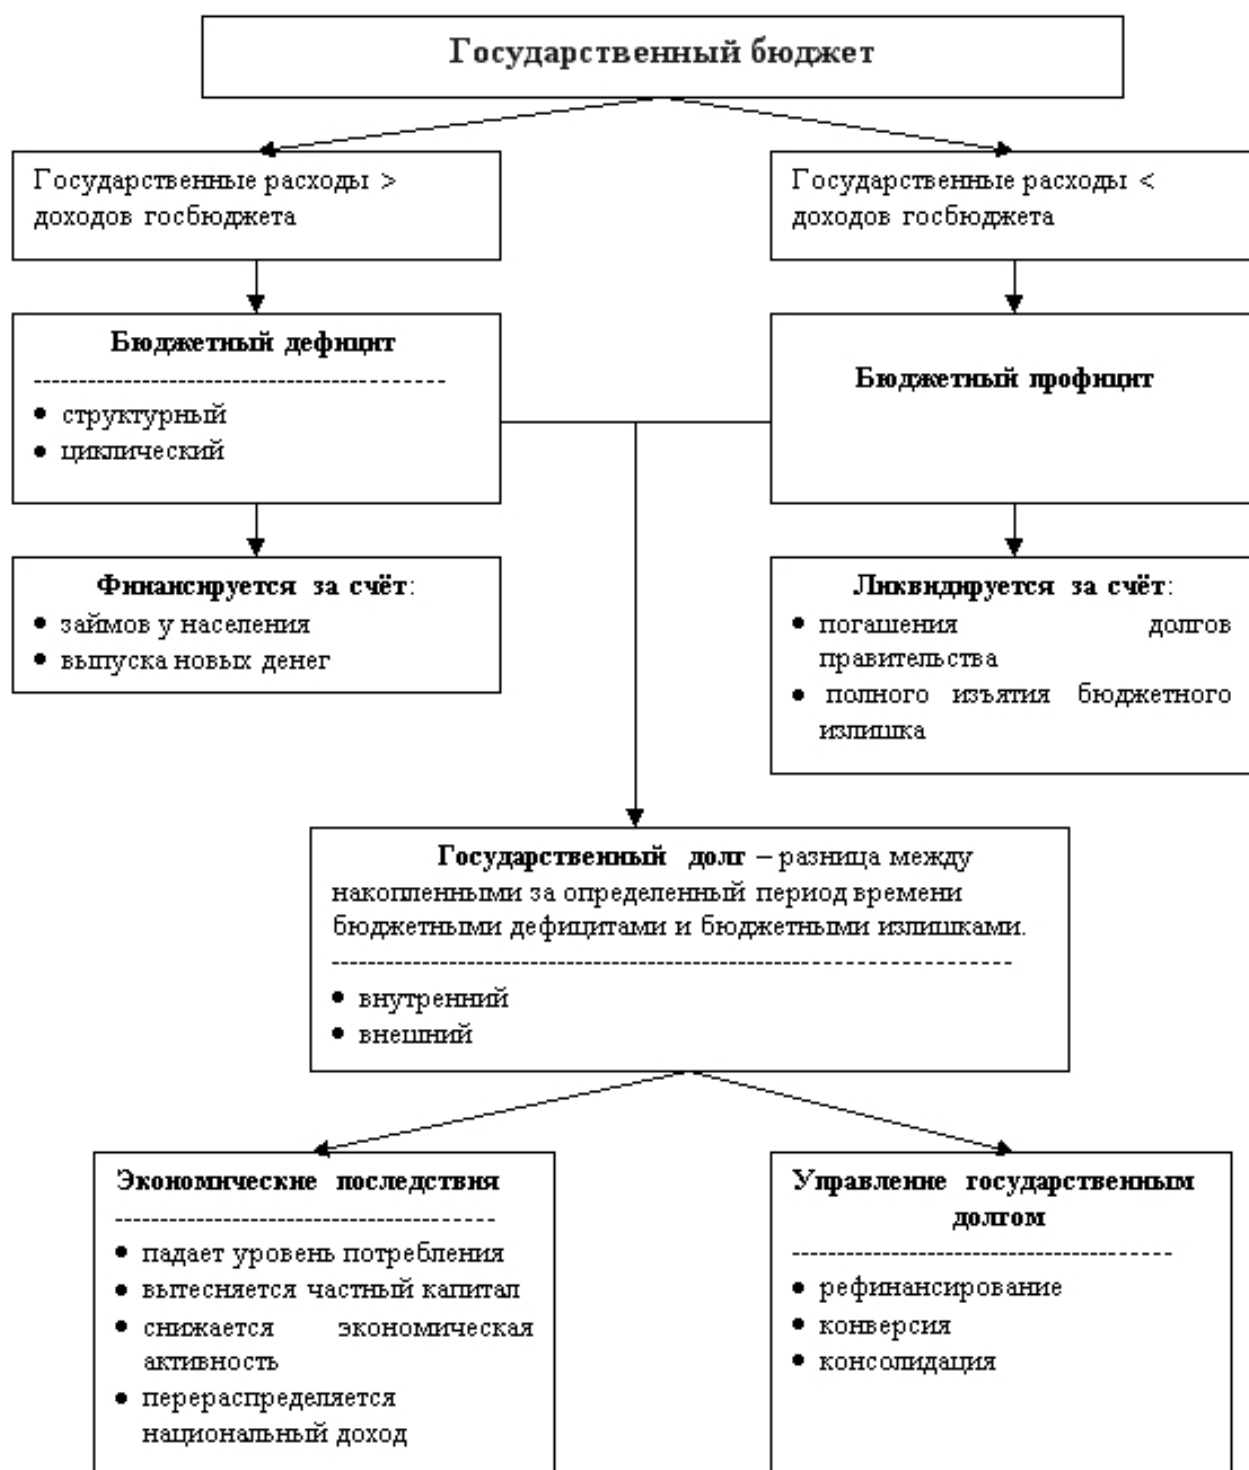 Государственный бюджет
Государственные расходы >
доходов госбюджета
Государственные расходы <
доходов госбюджета
Бюджетный дефицит
• структурный
• циклический
Бюджетный профицит
Финансируется за счёт:
• займов у населения
• выпуска новых денег
Ликвидируется за счёт:
• погашения долгов
правительства
• полного изъятия бюджетного
излишка
Государственный долг – разница между
накопленными за определенный период времени
бюджетными дефицитами и бюджетными излишками.
• внутренний
• внешний
Экономические последствия
• падает уровень потребления
• вытесняется частный капитал
• снижается экономическая
активность
• перераспределяется
национальный доход
Управление государственным
долгом
• рефинансирование
• конверсия
• консолидация